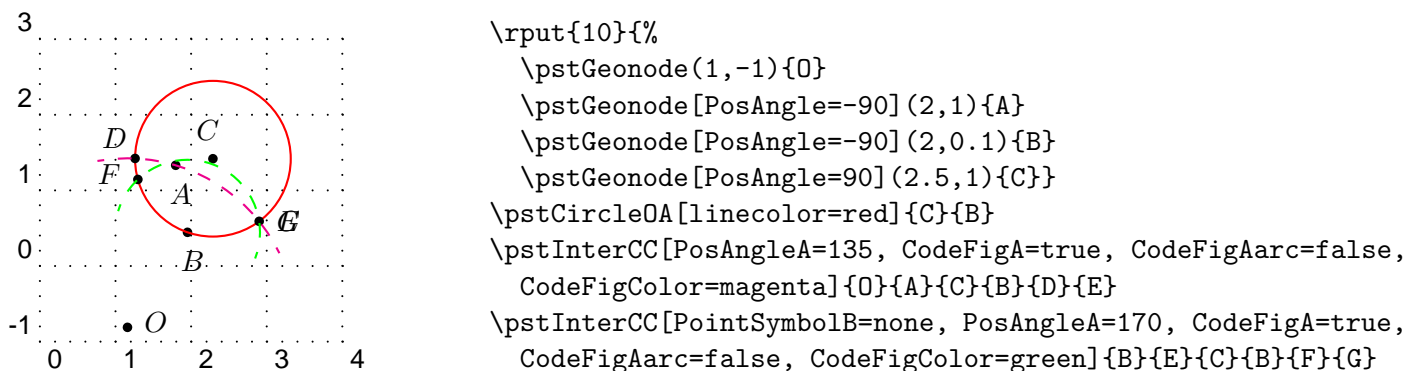 3
2
1
0
-1
0 1 2 3 4
D
C
F
A
E
G
B
O
\rput{10}{%
\pstGeonode(1,-1){O}
\pstGeonode[PosAngle=-90](2,1){A}
\pstGeonode[PosAngle=-90](2,0.1){B}
\pstGeonode[PosAngle=90](2.5,1){C}}
\pstCircleOA[linecolor=red]{C}{B}
\pstInterCC[PosAngleA=135, CodeFigA=true, CodeFigAarc=false,
CodeFigColor=magenta]{O}{A}{C}{B}{D}{E}
\pstInterCC[PointSymbolB=none, PosAngleA=170, CodeFigA=true,
CodeFigAarc=false, CodeFigColor=green]{B}{E}{C}{B}{F}{G}